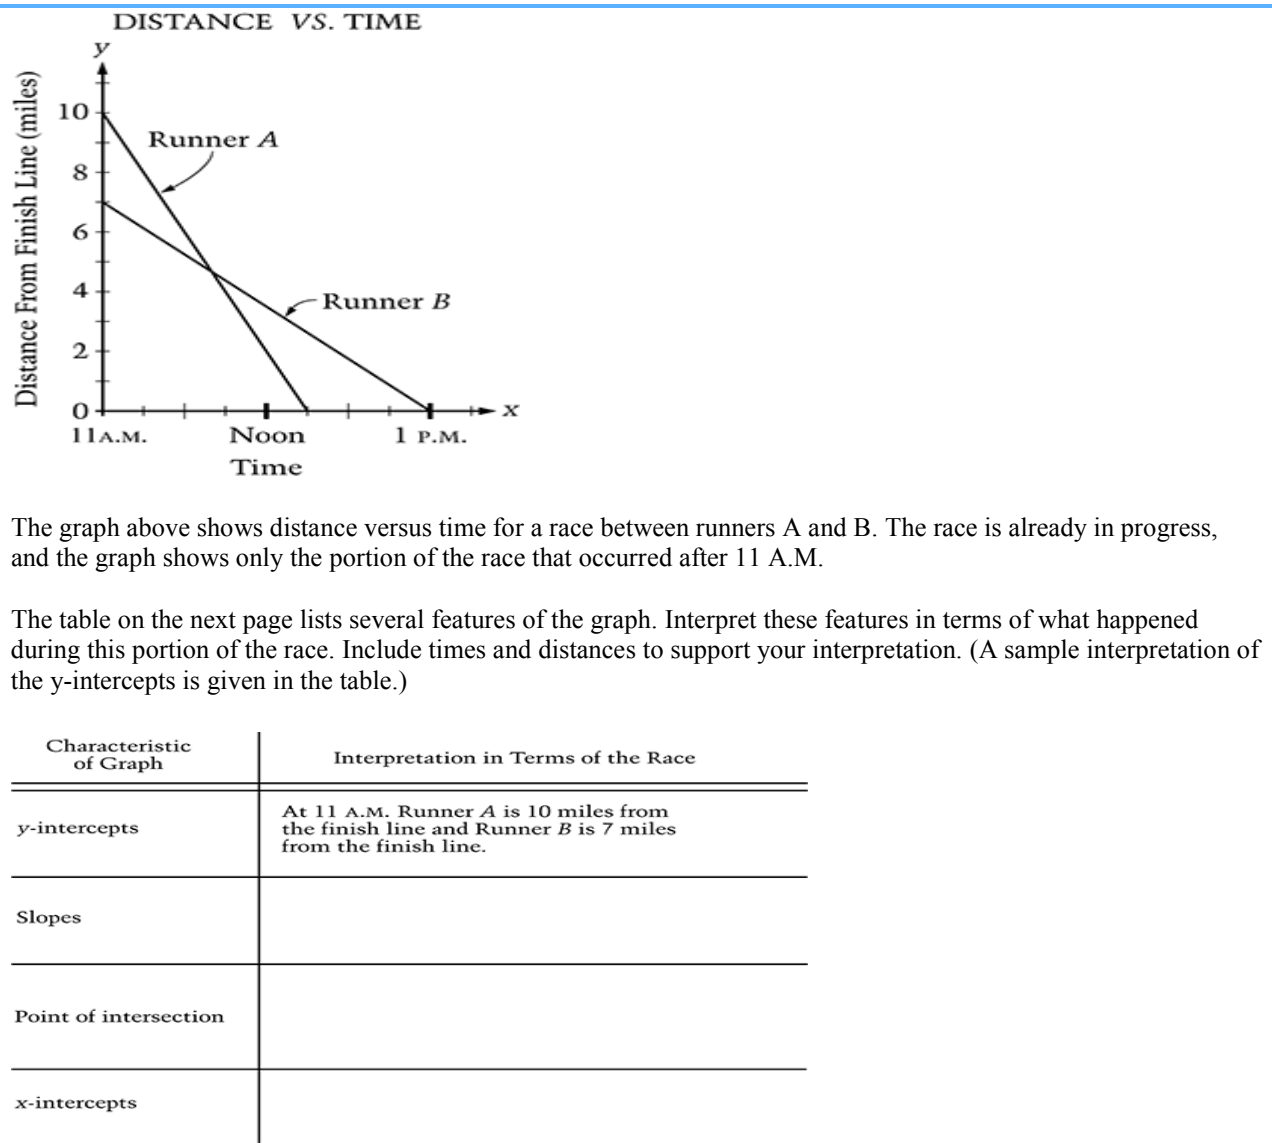 DISTANCE VS. TIME
y
Distance From Finish Line (miles)
10
Runner A
8
6
4
Runner B
2
0
x
11A.M.
Noon
1 P.M.
Time
The graph above shows distance versus time for a race between runners A and B. The race is already in progress,
and the graph shows only the portion of the race that occurred after 11 A.M.
The table on the next page lists several features of the graph. Interpret these features in terms of what happened
during this portion of the race. Include times and distances to support your interpretation. (A sample interpretation of
the y-intercepts is given in the table.)
Characteristic
of Graph
Interpretation in Terms of the Race
y-intercepts
At 11 A.M. Runner A is 10 miles from
the finish line and Runner B is 7 miles
from the finish line.
Slopes
Point of intersection
x-intercepts